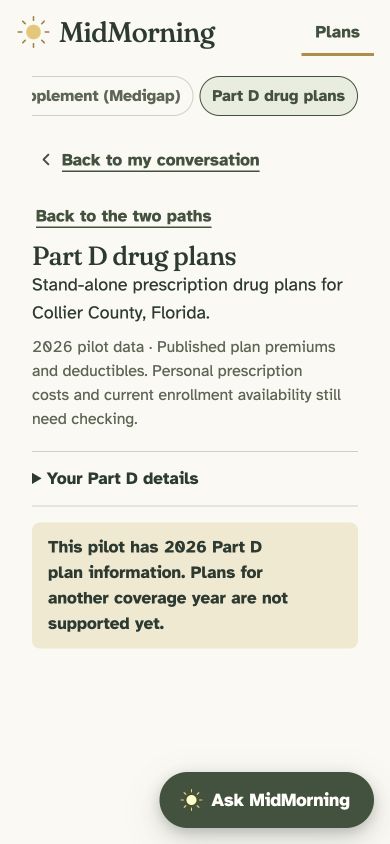 MidMorning
Plans
pplement (Medigap)
Part D drug plans
Back to my conversation
Back to the two paths
Part D drug plans
Stand-alone prescription drug plans for
Collier County, Florida.
2026 pilot data · Published plan premiums
and deductibles. Personal prescription
costs and current enrollment availability still
need checking.
Your Part D details
This pilot has 2026 Part D
plan information. Plans for
another coverage year are not
supported yet.
Ask MidMorning